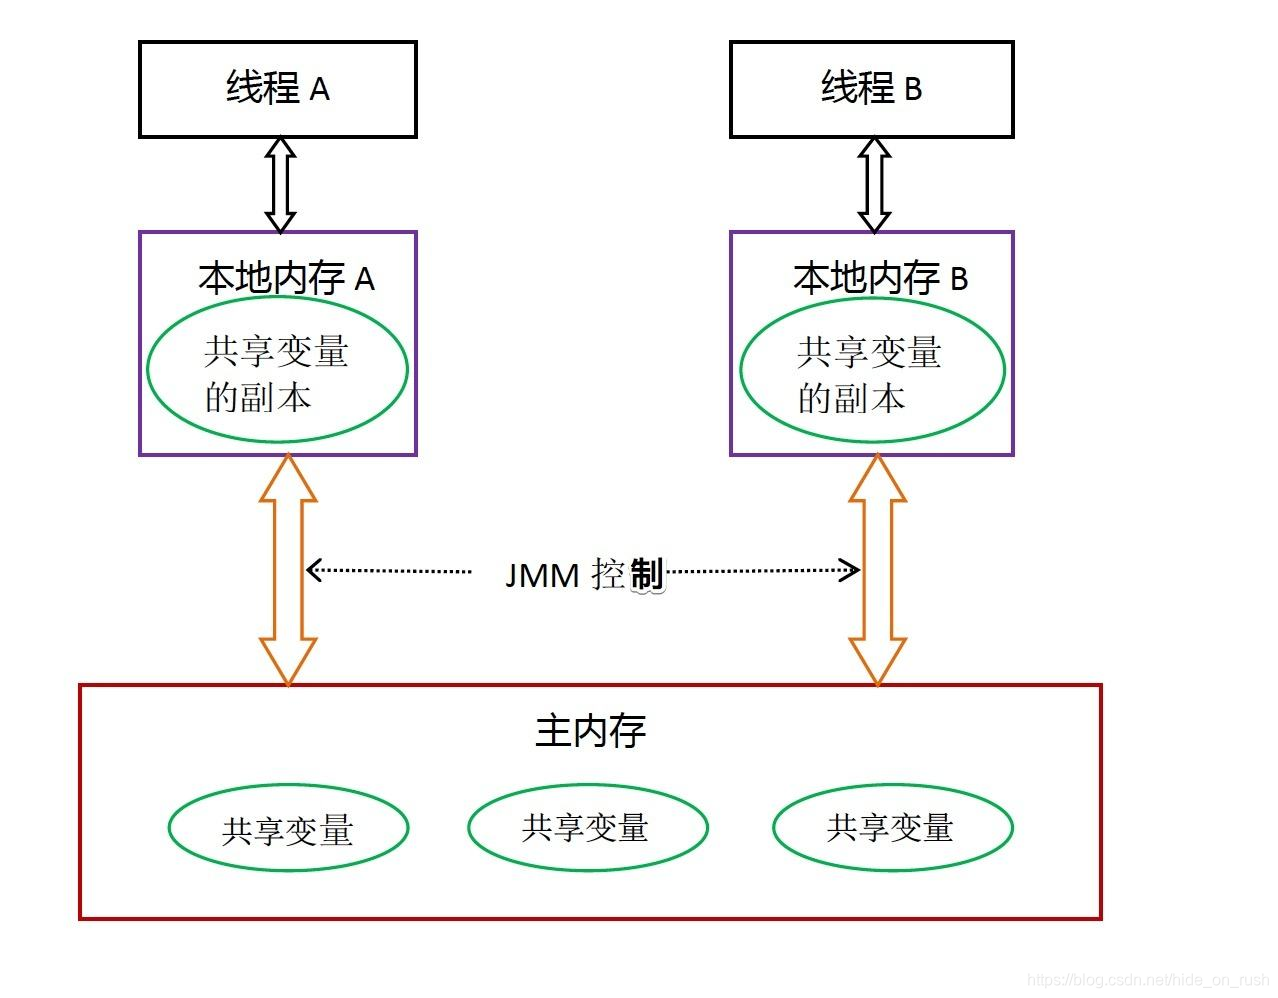 线程 A
线程 B
本地内存 A
本地内存 B
共享变量
的副本
共享变量
的副本
JMM 控制
主内存
共享变量
共享变量
共享变量
https://blog.csdn.net/hide_on_rush